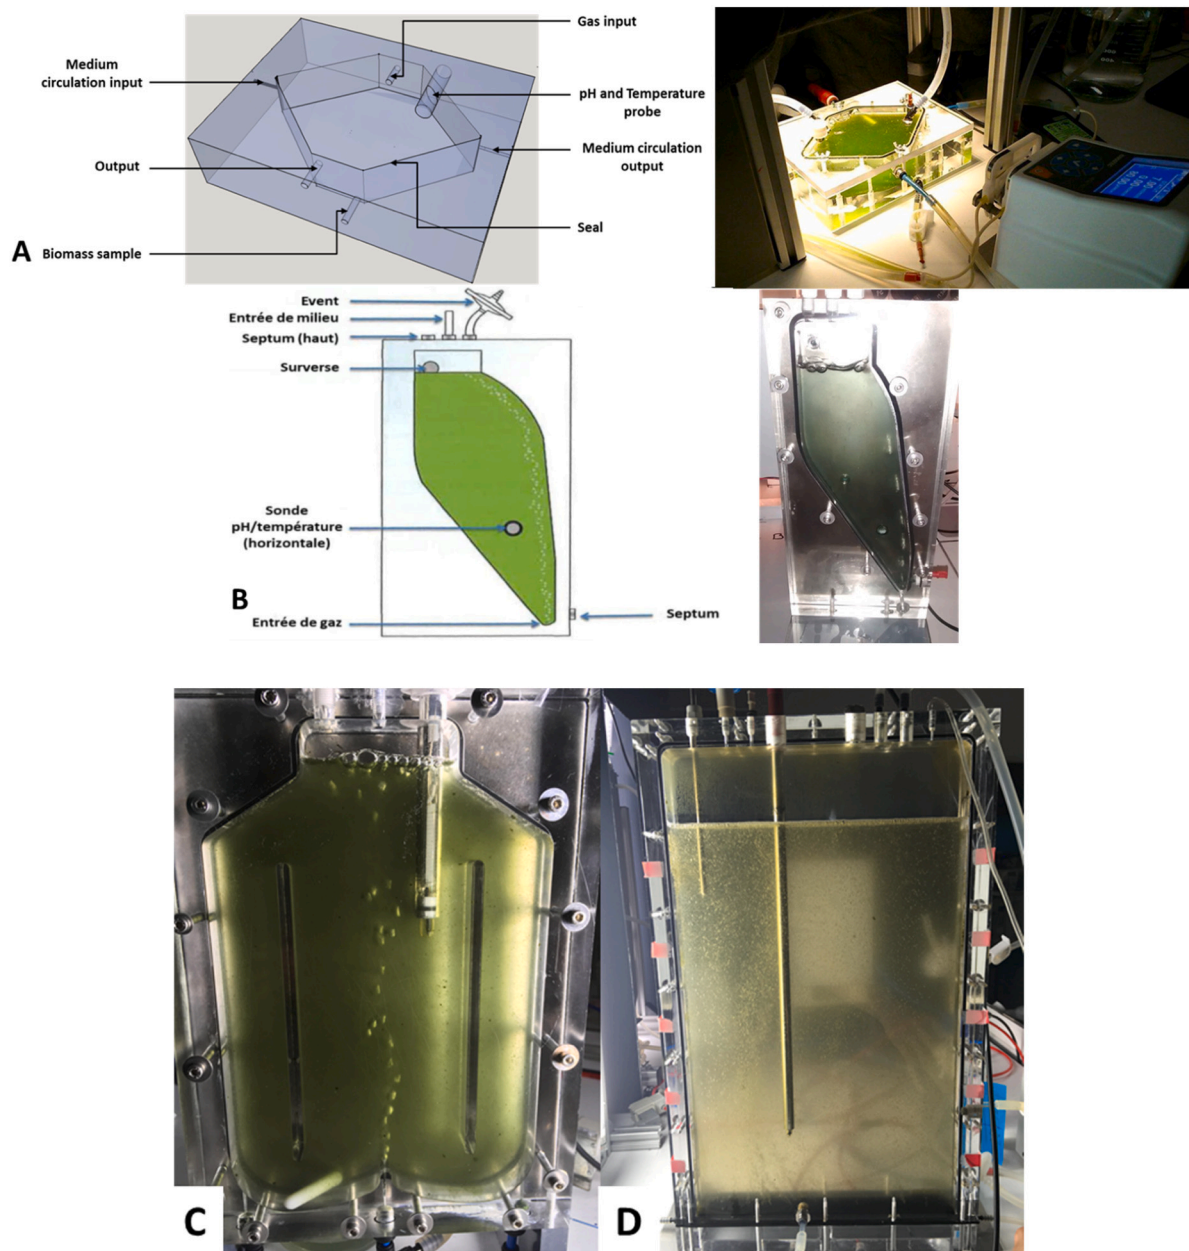 Gas input
Medium
circulation input
pH and Temperature
probe
Output
Medium circulation
output
Seal
Biomass sample
A
Event
Entrée de milieu
Septum (haut)
Surverse
Sonde
pH/température
(horizontale)
B
Entrée de gaz
Septum
C
D